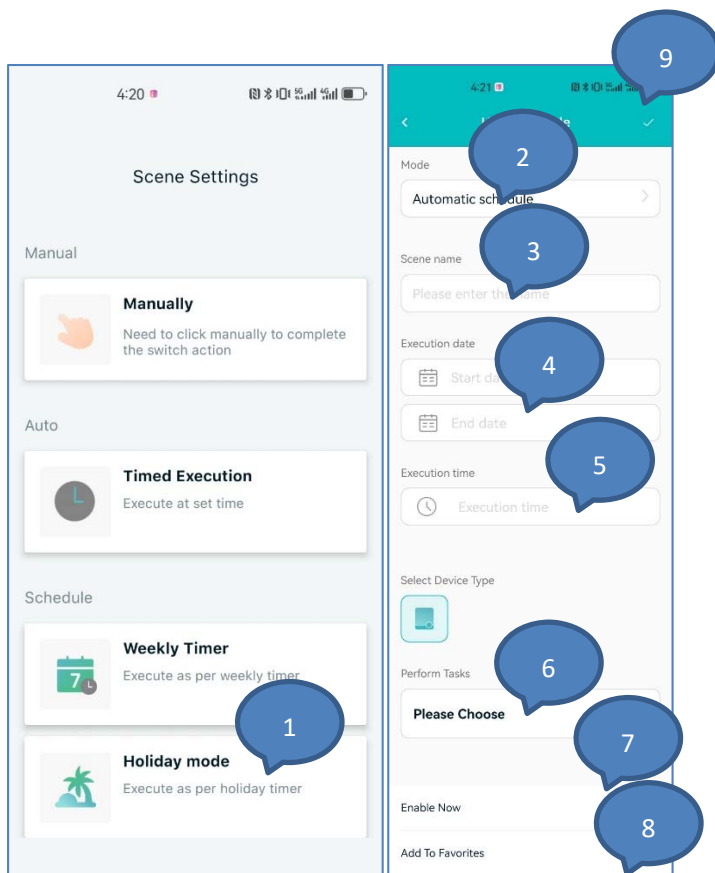 4:20
Scene Settings
Manual
Manually
Need to click manually to complete
the switch action
Auto
Timed Execution
Execute at set time
Schedule
Weekly Timer
7
Execute as per weekly timer
1
Holiday mode
Execute as per holiday timer
9
4:21
2
Mode
Automatic schedule
3
Scene name
Please enter the name
Execution date
4
Start
End date
5
Execution time
Execution time
Select Device Type
Perform Tasks
6
Please Choose
7
Enable Now
8
Add To Favorites